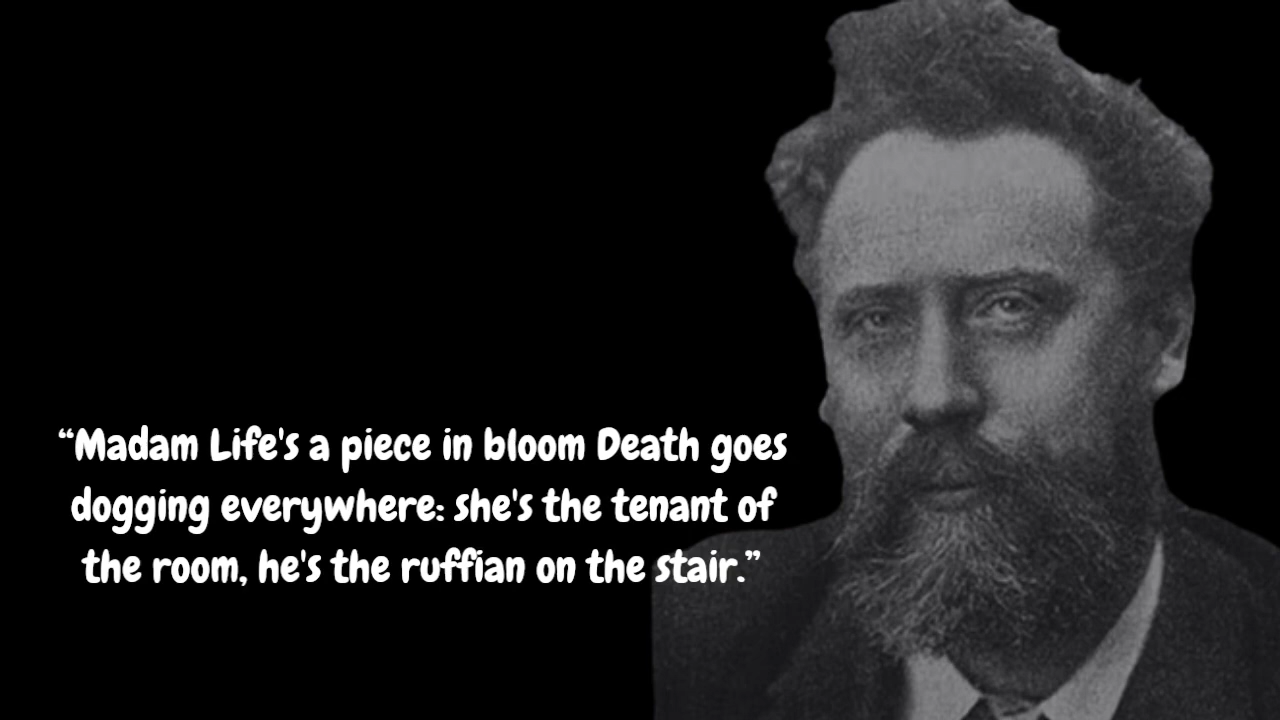 “Madam Life's a piece in bloom Death goes
dogging everywhere: she's the tenant of
the room, he's the ruffian on the stair.”